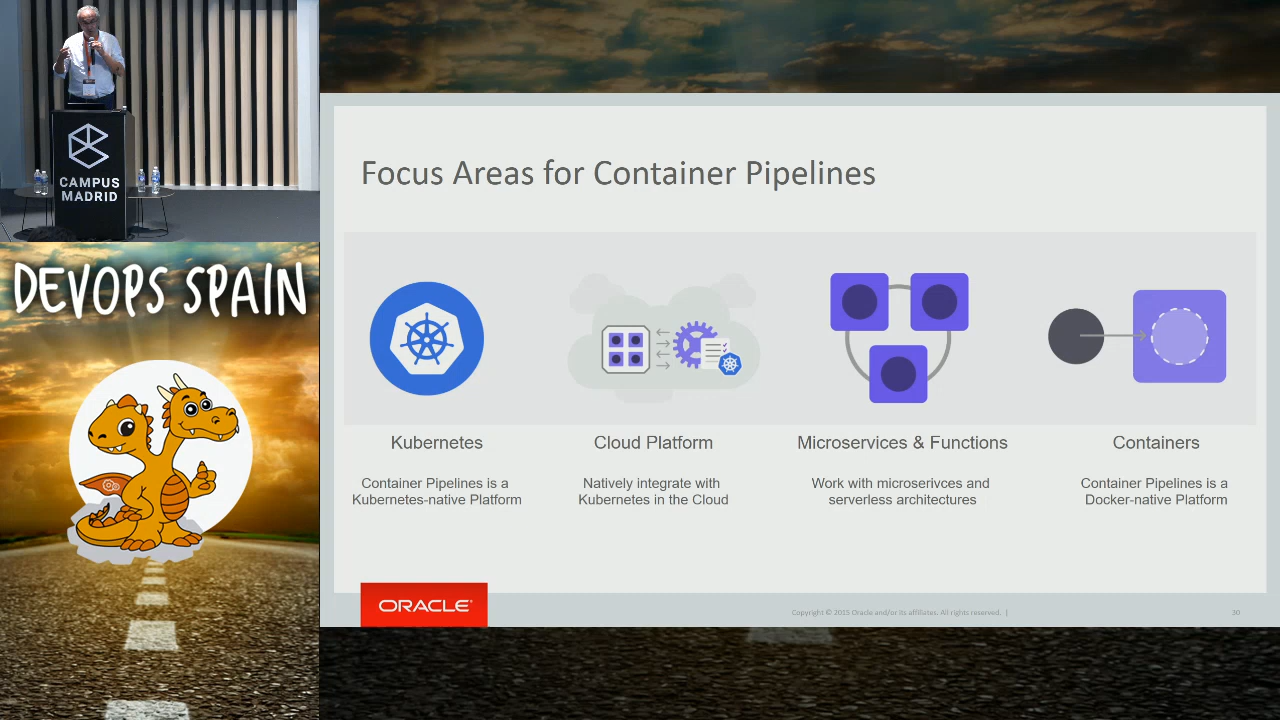 CAMPUS
MADRID
DEVOPS SPAIN
Focus Areas for Container Pipelines
Kubernetes
Container Pipelines is a
Kubernetes-native Platform
Cloud Platform
Natively integrate with
Kubernetes in the Cloud
Microservices & Functions
Work with microserivces and
serverless architectures
Containers
Container Pipelines is a
Docker-native Platform
ORACLE
Copyright © 2015 Oracle and/or its affiliates. All rights reserved. |
30